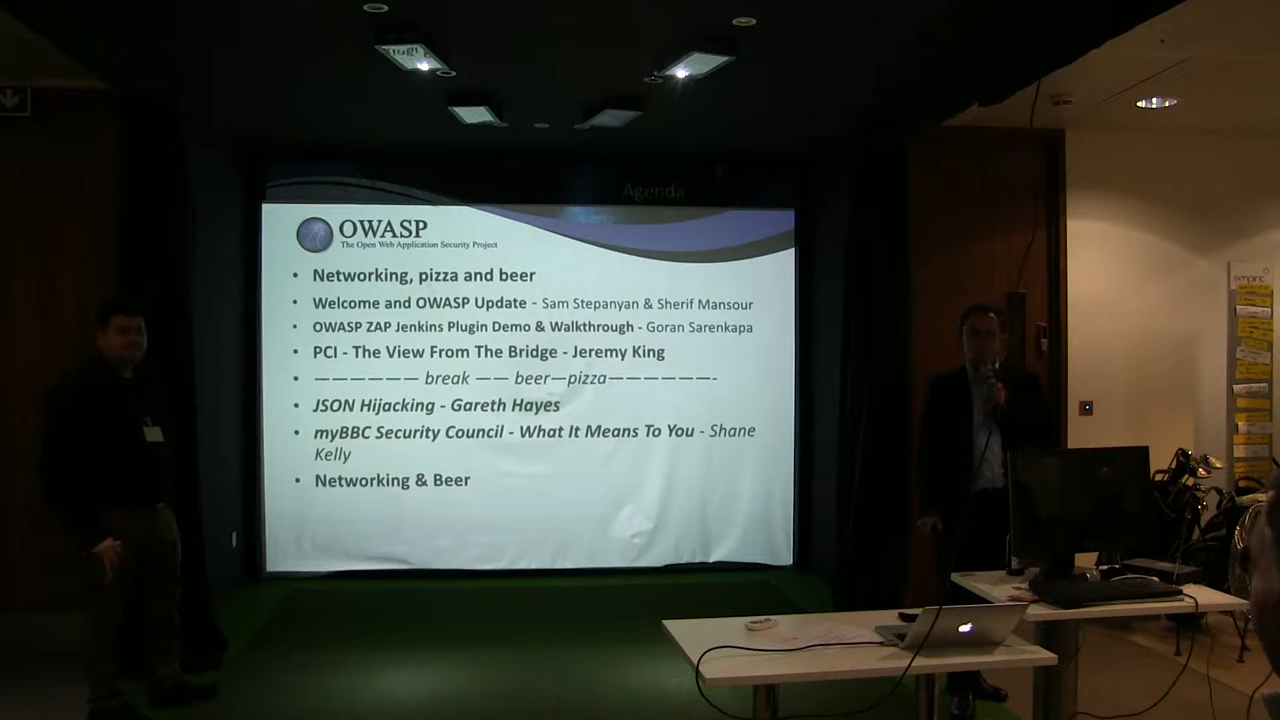 Agenda
OWASP
The Open Web Application Security Project
• Networking, pizza and beer
• Welcome and OWASP Update - Sam Stepanyan & Sherif Mansour
• OWASP ZAP Jenkins Plugin Demo & Walkthrough - Goran Sarenkapa
• PCI - The View From The Bridge - Jeremy King
• —————— break —— beer—pizza——————-
• JSON Hijacking - Gareth Hayes
• myBBC Security Council - What It Means To You - Shane
Kelly
• Networking & Beer
empiric